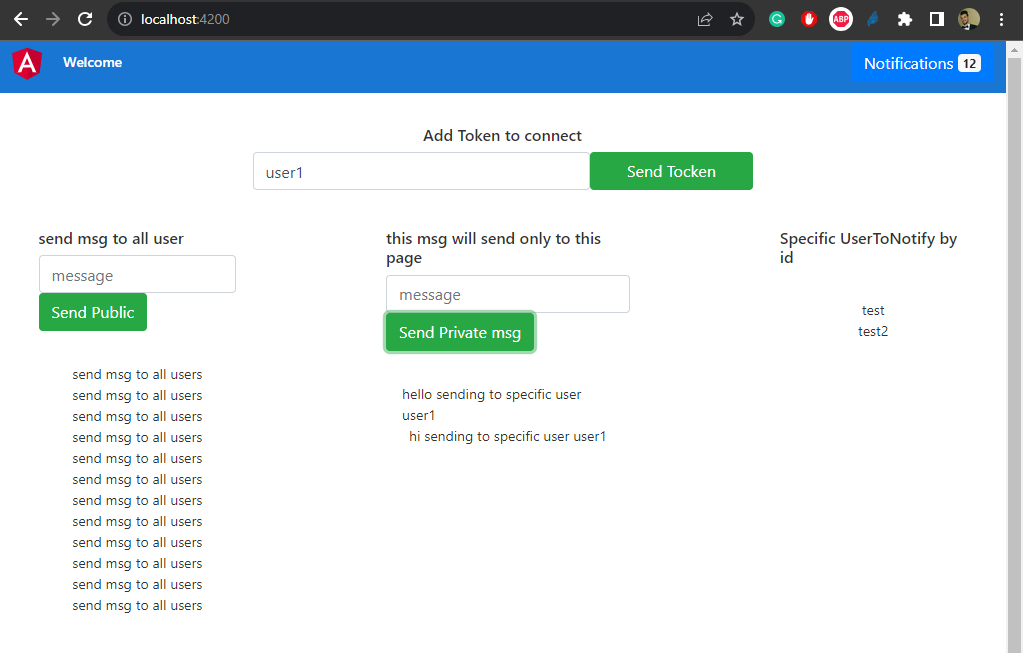 localhost:4200
ABP
Welcome
Notifications 12
Add Token to connect
user1
Send Tocken
send msg to all user
message
Send Public
send msg to all users
send msg to all users
send msg to all users
send msg to all users
send msg to all users
send msg to all users
send msg to all users
send msg to all users
send msg to all users
send msg to all users
send msg to all users
send msg to all users
this msg will send only to this
page
message
Send Private msg
hello sending to specific user
user1
hi sending to specific user user1
Specific UserToNotify by
id
test
test2